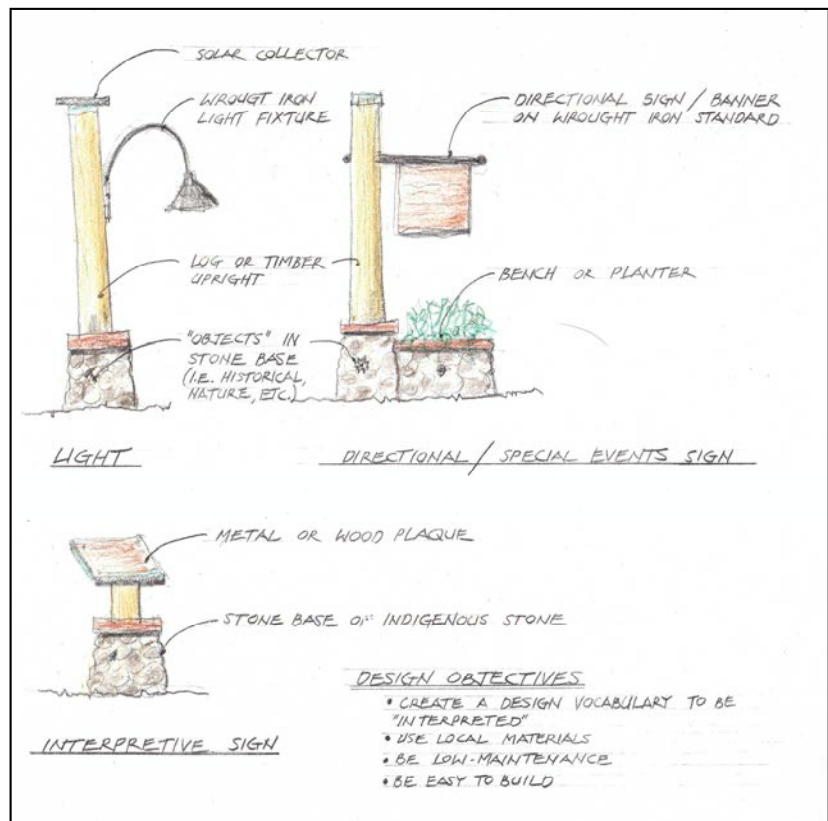 SOLAR COLLECTOR
WROUGT IRON
LIGHT FIXTURE
DIRECTIONAL SIGN / BANNER
ON WROUGHT IRON STANDARD
LOG OR TIMBER
UPRIGHT
BENCH OR PLANTER
"OBJECTS" IN
STONE BASE
(I.E. HISTORICAL,
NATURE, ETC.)
LIGHT
DIRECTIONAL / SPECIAL EVENTS SIGN
METAL OR WOOD PLAQUE
STONE BASE OF INDIGENOUS STONE
INTERPRETIVE SIGN
DESIGN OBJECTIVES
• CREATE A DESIGN VOCABULARY TO BE
"INTERPRETED"
• USE LOCAL MATERIALS
• BE LOW-MAINTENANCE
• BE EASY TO BUILD